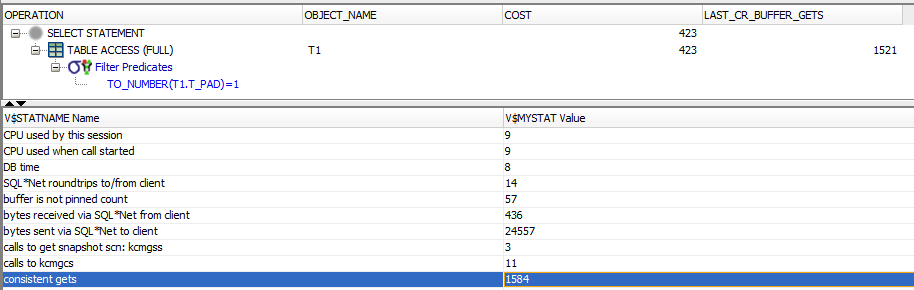 OPERATION OBJECT_NAME COST LAST_CR_BUFFER_GETS
SELECT STATEMENT 423
TABLE ACCESS (FULL) T1 423 1521
Filter Predicates
TO_NUMBER(T1.T_PAD)=1
V$STATNAME Name V$MYSTAT Value
CPU used by this session 9
CPU used when call started 9
DB time 8
SQL*Net roundtrips to/from client 14
buffer is not pinned count 57
bytes received via SQL*Net from client 436
bytes sent via SQL*Net to client 24557
calls to get snapshot scn: kcmgss 3
calls to kcmgcs 11
consistent gets 1584